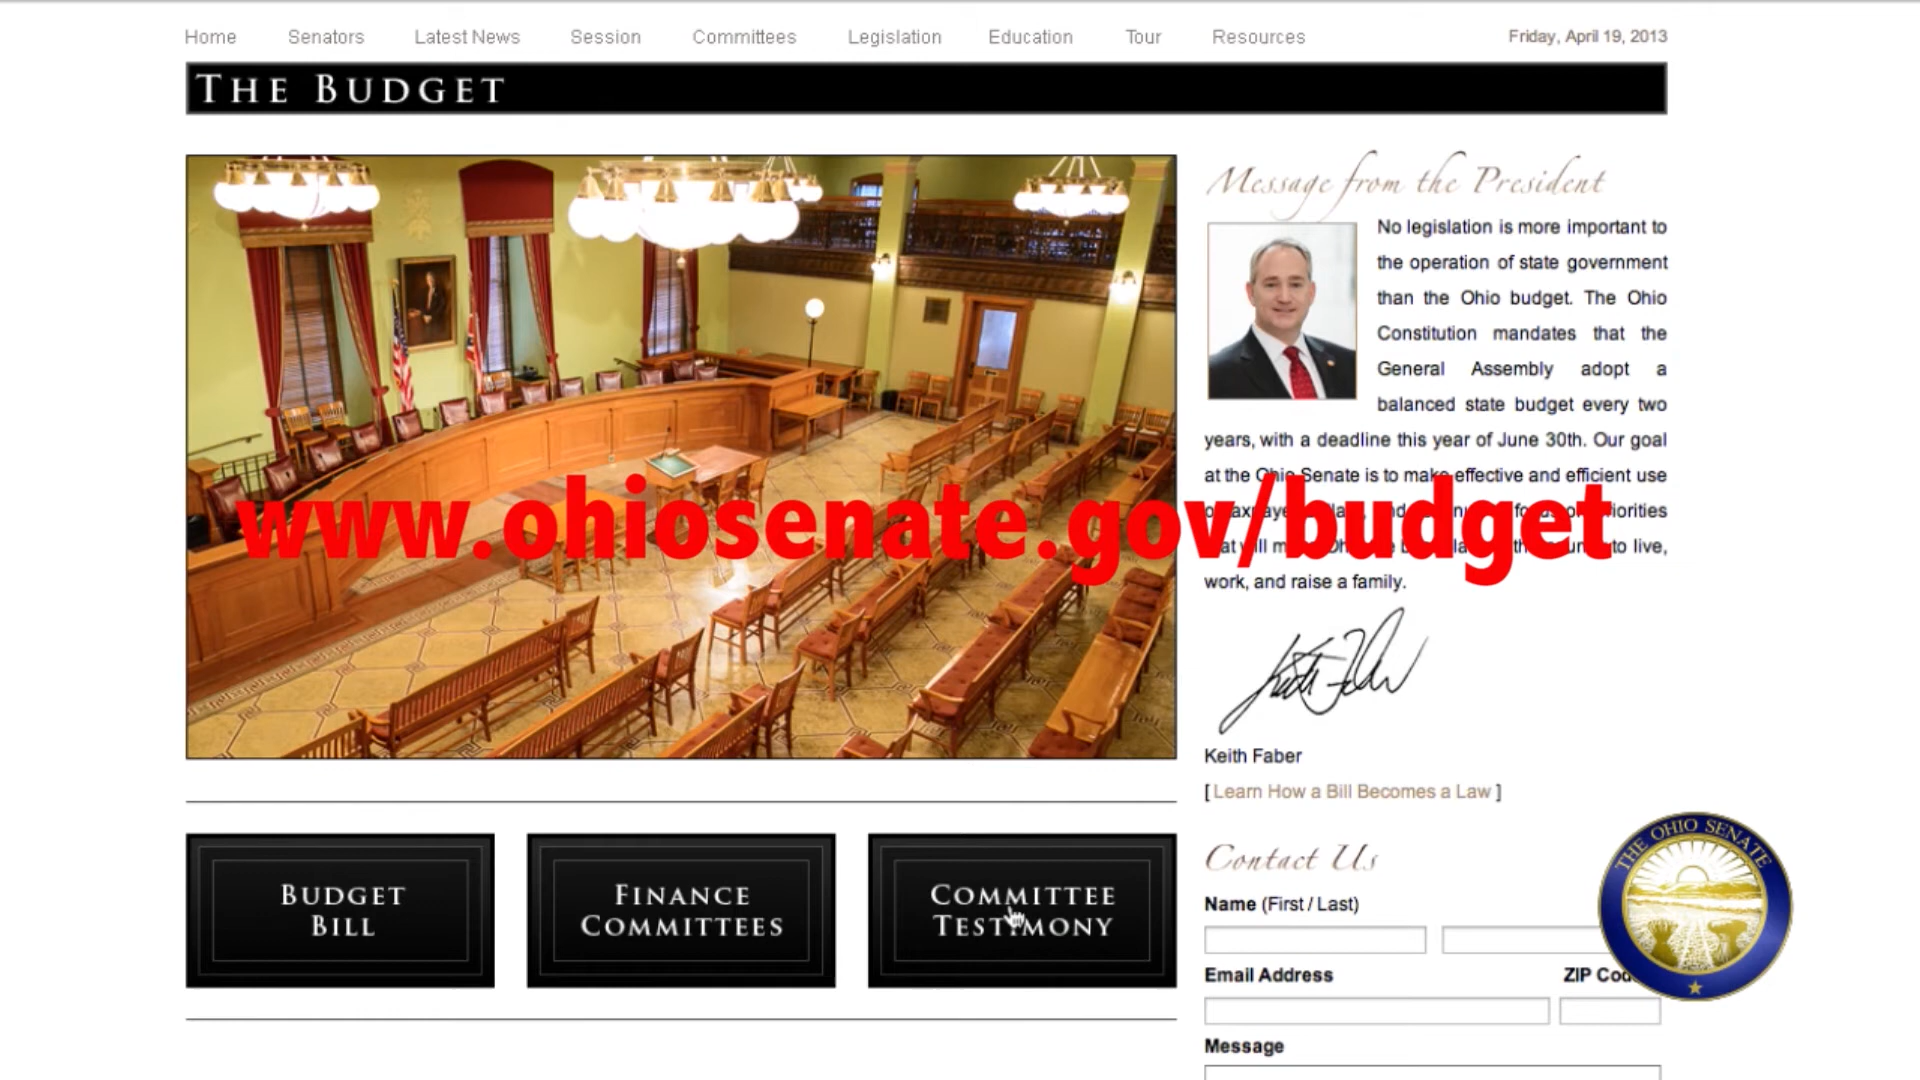 Home Senators Latest News Session Committees Legislation Education Tour Resources Friday, April 19, 2013
THE BUDGET
Message from the President
No legislation is more important to
the operation of state government
than the Ohio budget. The Ohio
Constitution mandates that the
General Assembly adopt a
balanced state budget every two
years, with a deadline this year of June 30th. Our goal
at the Ohio Senate is to make effective and efficient use
www.ohiosenate.gov/budget
to live,
work, and raise a family.
Keith Faber
[ Learn How a Bill Becomes a Law ]
BUDGET
BILL
FINANCE
COMMITTEES
COMMITTEE
TESTIMONY
Contact Us
Name (First / Last)
Email Address ZIP
Message
THE OHIO SENATE